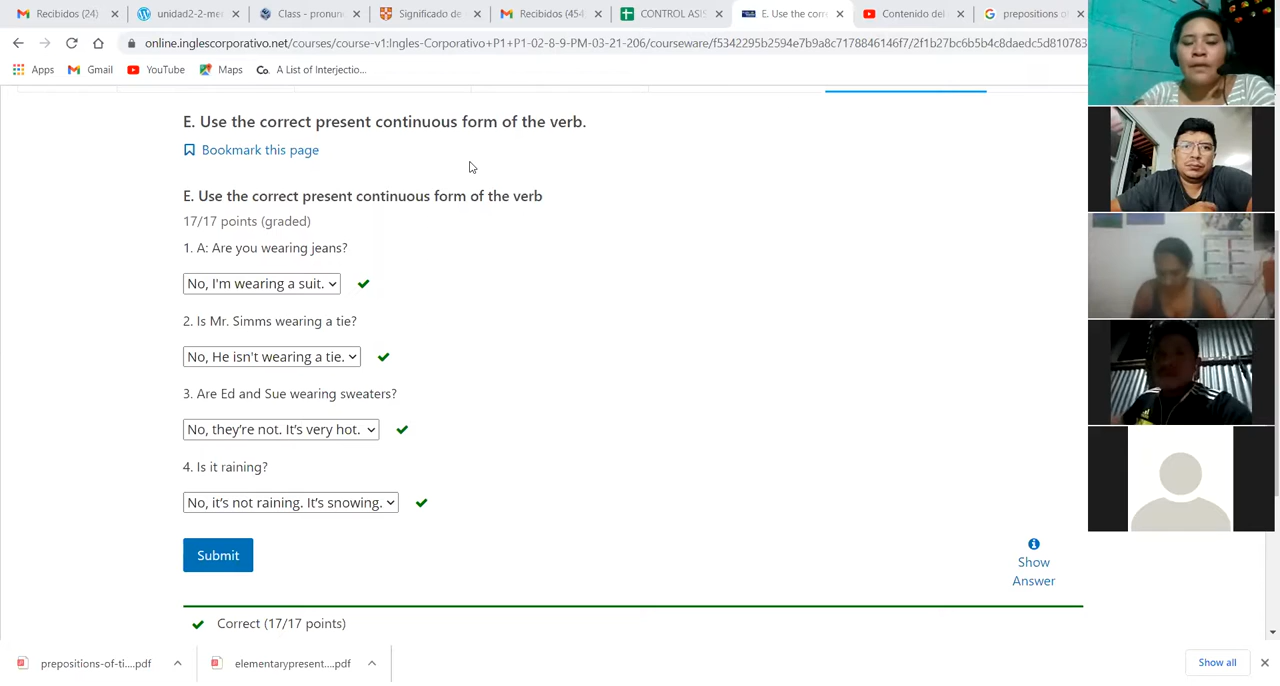 Recibidos (24)
unidad2-2-me
Class - pronun
Significado de
Recibidos (454
CONTROL ASIS
E. Use the corr
Contenido del
prepositions o
online.inglescorporativo.net/courses/course-v1:Ingles-Corporativo+P1+P1-02-8-9-PM-03-21-206/courseware/f5342295b2594e7b9a8c7178846146f7/2f1b27bc6b5b4c8daedc5d810783
Apps
Gmail
YouTube
Maps
Co. A List of Interjectio...
E. Use the correct present continuous form of the verb.
Bookmark this page
E. Use the correct present continuous form of the verb
17/17 points (graded)
1. A: Are you wearing jeans?
No, I'm wearing a suit.
2. Is Mr. Simms wearing a tie?
No, He isn't wearing a tie.
3. Are Ed and Sue wearing sweaters?
No, they're not. It's very hot.
4. Is it raining?
No, it's not raining. It's snowing.
Submit
Show
Answer
Correct (17/17 points)
prepositions-of-ti....pdf
elementarypresent....pdf
Show all